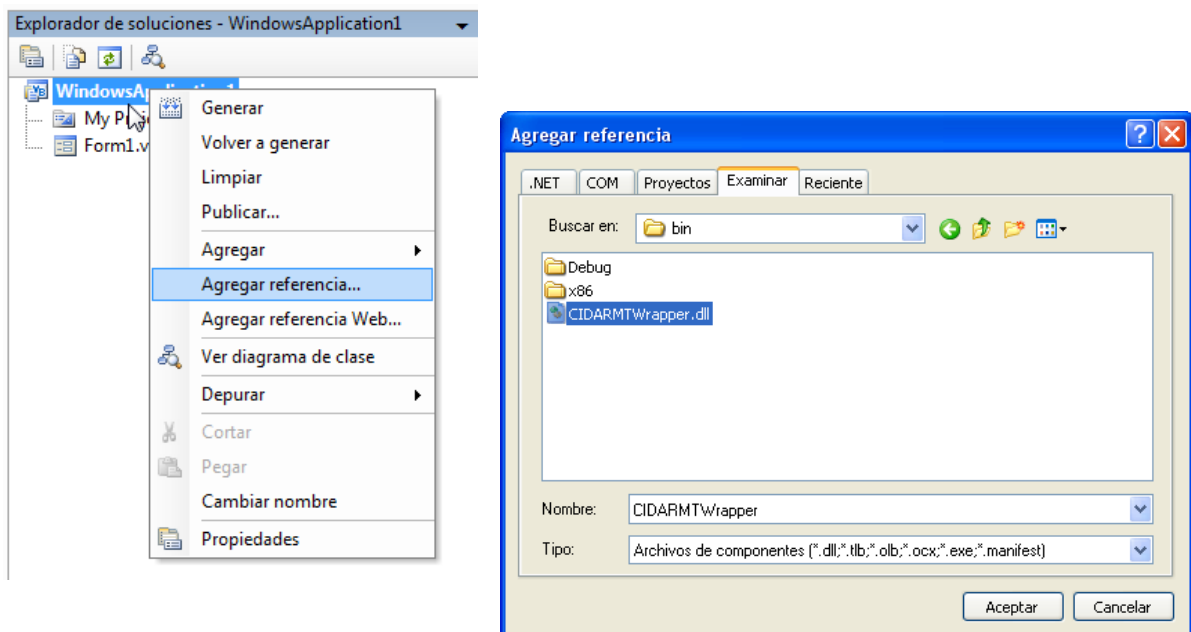 Explorador de soluciones - WindowsApplication1
WindowsApplication1
My Proje
Form1.v
Generar
Volver a generar
Limpiar
Publicar...
Agregar
Agregar referencia...
Agregar referencia Web...
Ver diagrama de clase
Depurar
Cortar
Pegar
Cambiar nombre
Propiedades
Agregar referencia
.NET COM Proyectos Examinar Reciente
Buscar en: bin
Debug
x86
CIDARMTWrapper.dll
Nombre: CIDARMTWrapper
Tipo: Archivos de componentes (*.dll;*.tlb;*.olb;*.ocx;*.exe;*.manifest)
Aceptar Cancelar